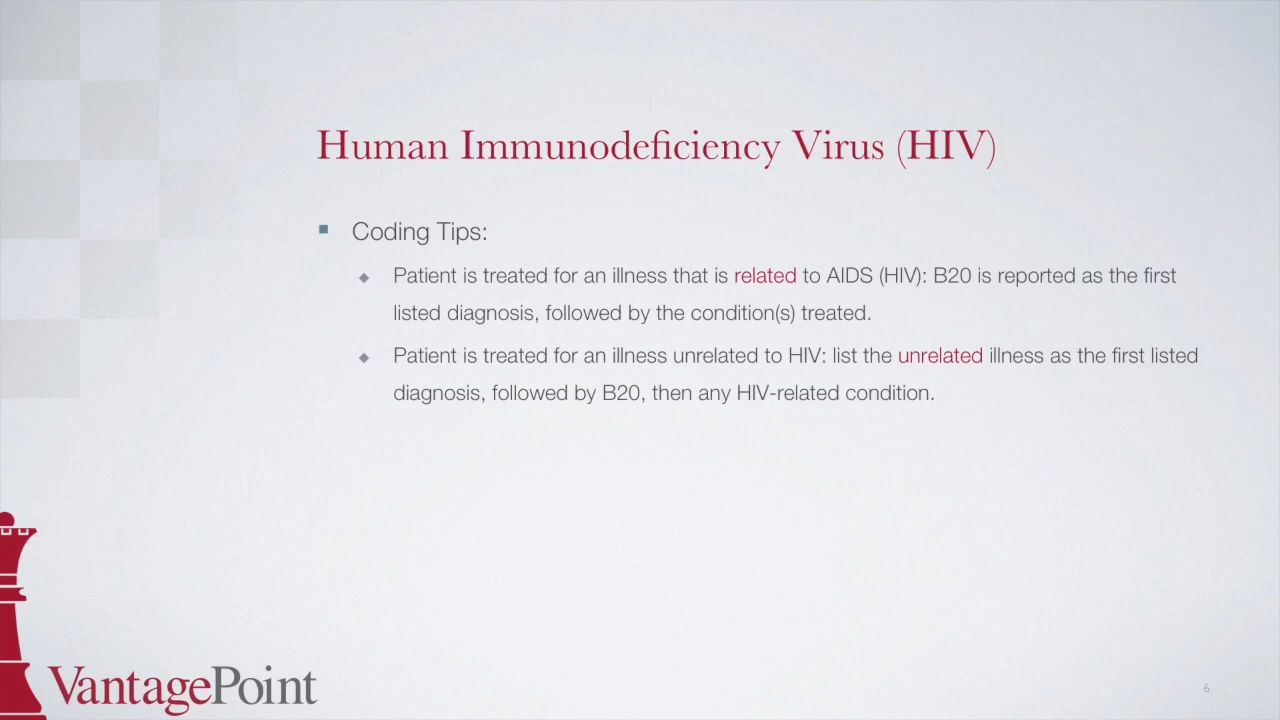 Human Immunodeficiency Virus (HIV)
Coding Tips:
Patient is treated for an illness that is related to AIDS (HIV): B20 is reported as the first
listed diagnosis, followed by the condition(s) treated.
Patient is treated for an illness unrelated to HIV: list the unrelated illness as the first listed
diagnosis, followed by B20, then any HIV-related condition.
VantagePoint
6